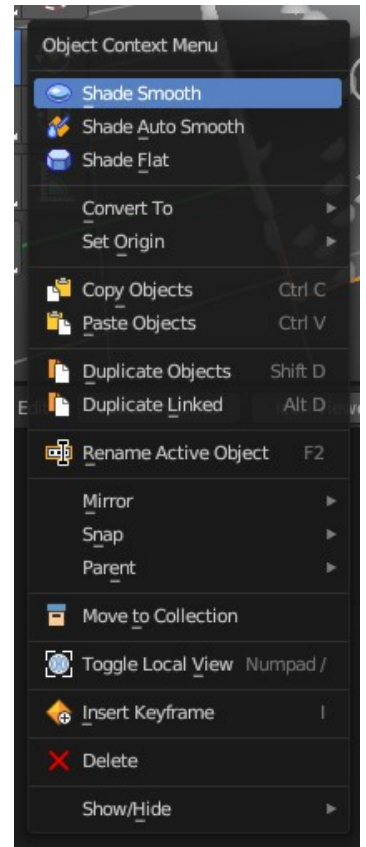 Object Context Menu
Shade Smooth
Shade Auto Smooth
Shade Flat
Convert To
Set Origin
Copy Objects Ctrl C
Paste Objects Ctrl V
Duplicate Objects Shift D
Duplicate Linked Alt D
Rename Active Object F2
Mirror
Snap
Parent
Move to Collection
Toggle Local View Numpad /
Insert Keyframe I
Delete
Show/Hide